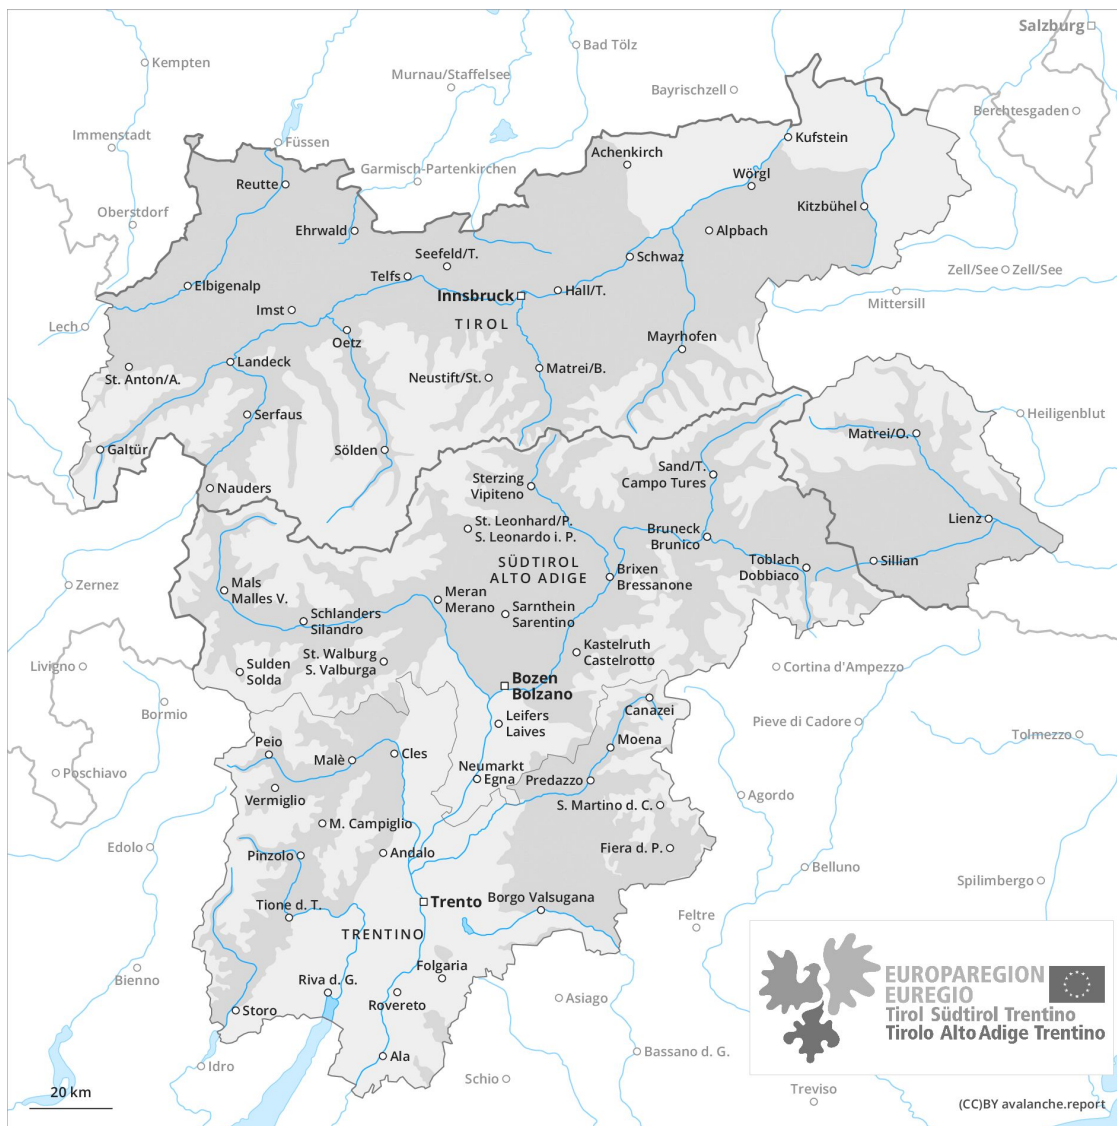 Salzburg
Bad Tölz
Kempten
Murnau/Staffelsee
Bayrischzell
Berchtesgaden
Immenstadt
Füssen
Kufstein
Achenkirch
Garmisch-Partenkirchen
Wörgl
Reutte
Oberstdorf
Kitzbühel
Ehrwald
Alpbach
Seefeld/T.
Schwaz
Zell/See
Zell/See
Telfs
Elbigenalp
Innsbruck
Hall/T.
Mittersill
Imst
TIROL
Lech
Oetz
Mayrhofen
Landeck
Matrei/B.
St. Anton/A.
Neustift/St.
Serfaus
Heiligenblut
Matrei/O.
Galtür
Sölden
Sand/T.
Campo Tures
Sterzing
Vipiteno
Nauders
Lienz
St. Leonhard/P.
S. Leonardo i. P.
Bruneck
Brunico
SÜDTIROL
ALTO ADIGE
Toblach
Dobbiaco
Sillian
Brixen
Bressanone
Zernez
Mals
Malles V.
Meran
Merano
Sarnthein
Sarentino
Schlanders
Silandro
Kastelruth
Castelrotto
St. Walburg
S. Valburga
Livigno
Sulden
Solda
Cortina d'Ampezzo
Bozen
Bolzano
Bormio
Canazei
Leifers
Laives
Pieve di Cadore
Tolmezzo
Moena
Peio
Malè
Cles
Poschiavo
Neumarkt
Egna
Predazzo
Vermiglio
Agordo
S. Martino d. C.
M. Campiglio
Edolo
Pinzolo
Andalo
Fiera d. P.
Belluno
Spilimbergo
Trento
Borgo Valsugana
Tione d. T.
Feltre
TRENTINO
Bienno
Folgaria
Riva d. G.
Rovereto
Asiago
Storo
Ala
Bassano d. G.
Idro
Schio
Treviso
EUROPAREGION
EUREGIO
Tirol Südtirol Trentino
Tirolo Alto Adige Trentino
20 km
(CC)BY avalanche.report